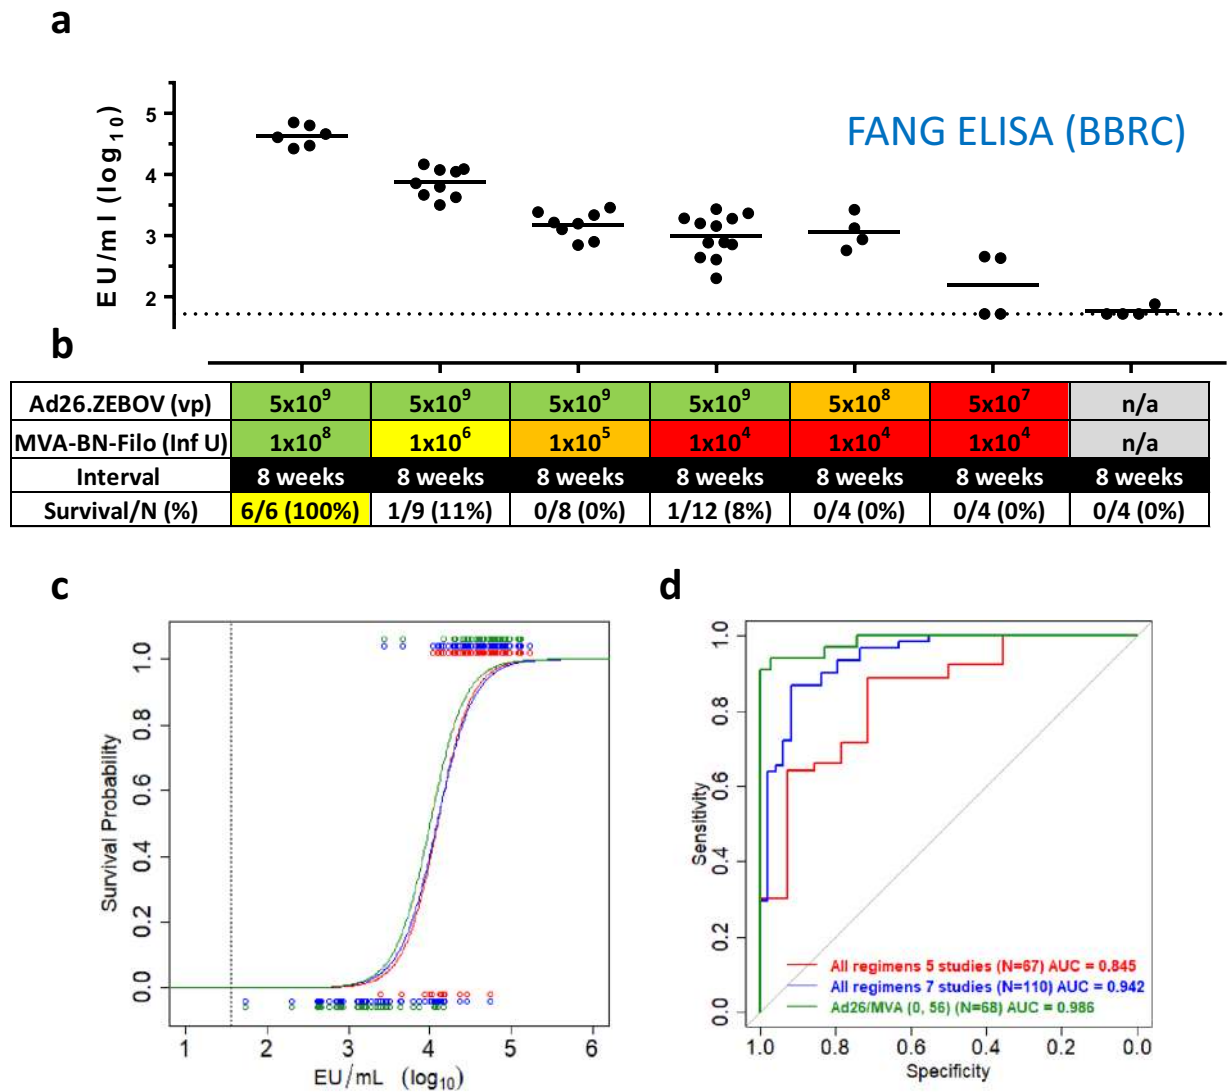 a
FANG ELISA (BBRC)
EU/ml (log10)
5
4
3
2
b
Ad26.ZEBOV (vp) 5x10^9 5x10^9 5x10^9 5x10^9 5x10^8 5x10^7 n/a
MVA-BN-Filo (Inf U) 1x10^8 1x10^6 1x10^5 1x10^4 1x10^4 1x10^4 n/a
Interval 8 weeks 8 weeks 8 weeks 8 weeks 8 weeks 8 weeks 8 weeks
Survival/N (%) 6/6 (100%) 1/9 (11%) 0/8 (0%) 1/12 (8%) 0/4 (0%) 0/4 (0%) 0/4 (0%)
c
Survival Probability
1.0
0.8
0.6
0.4
0.2
0.0
1 2 3 4 5 6
EU/mL (log10)
d
Sensitivity
1.0
0.8
0.6
0.4
0.2
0.0
All regimens 5 studies (N=67) AUC = 0.845
All regimens 7 studies (N=110) AUC = 0.942
Ad26/MVA (0, 56) (N=68) AUC = 0.986
1.0 0.8 0.6 0.4 0.2 0.0
Specificity